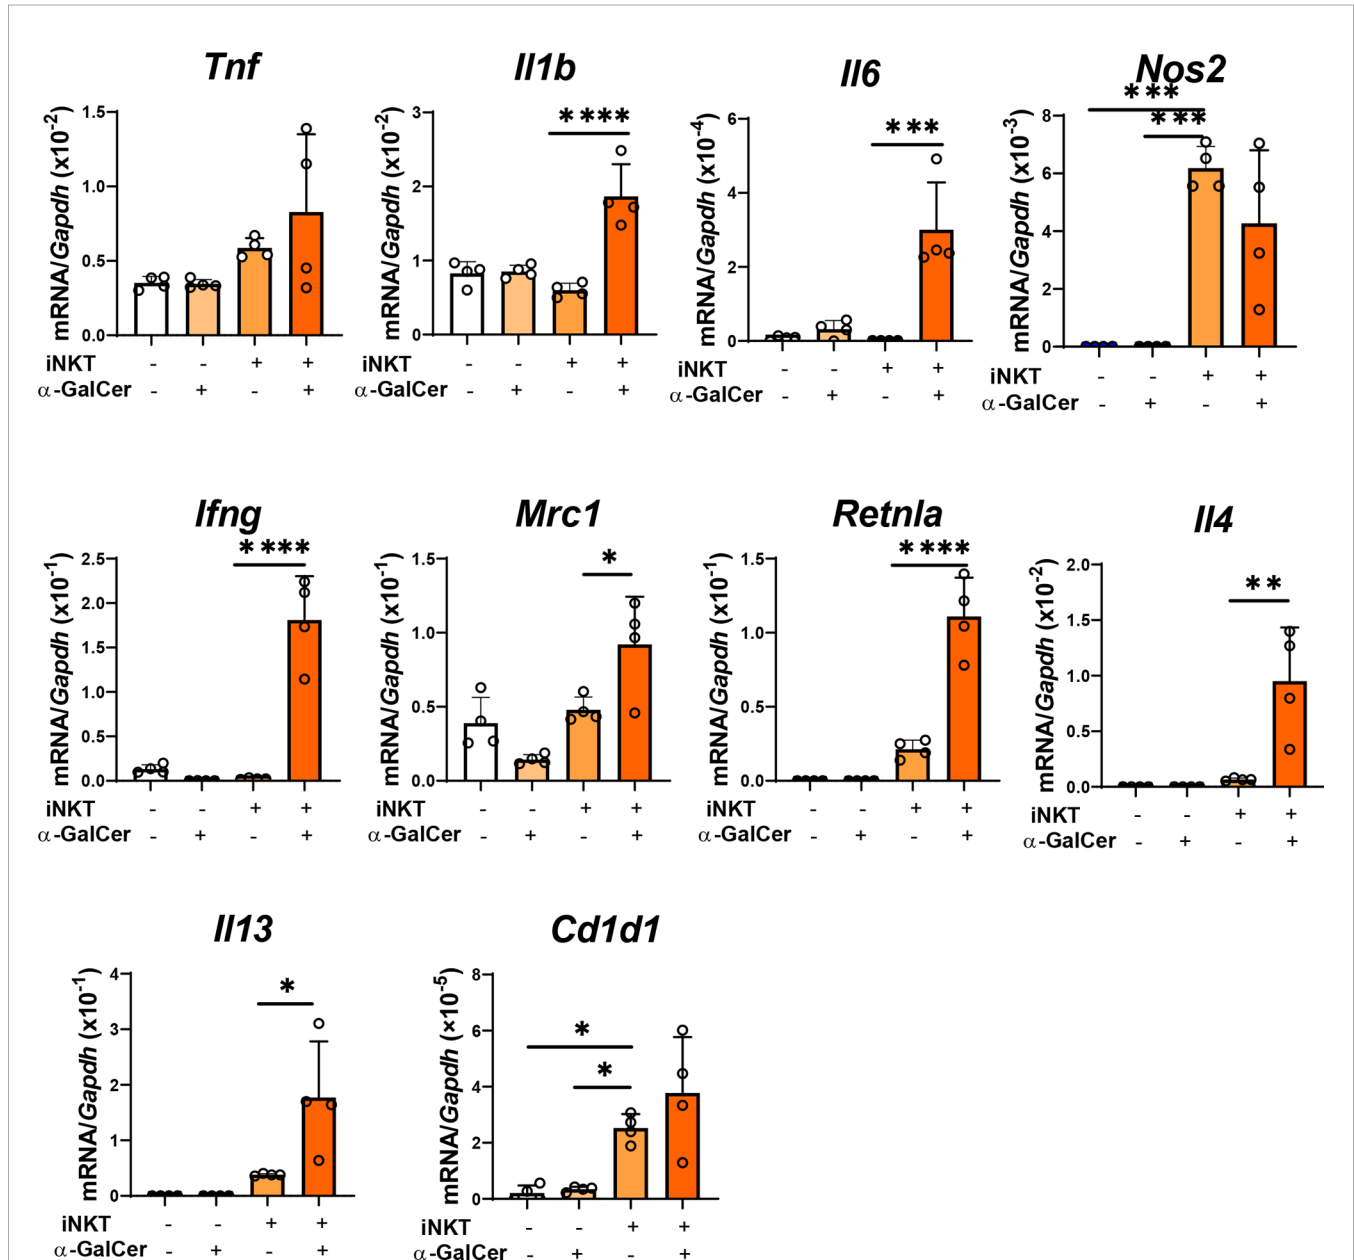 Tnf
Il1b
Il6
Nos2
mRNA/Gapdh (x10-2)
1.5
1.0
0.5
0.0
iNKT - - + +
α-GalCer - + - +
mRNA/Gapdh (x10-2)
****
3
2
1
0
- - + +
- + - +
mRNA/Gapdh (x10-4)
***
6
4
2
0
iNKT - - + +
α-GalCer - + - +
mRNA/Gapdh (x10-3)
***
***
8
6
4
2
0
iNKT - - + +
α-GalCer - + - +
Ifng
Mrc1
Retnla
Il4
mRNA/Gapdh (x10-1)
****
2.5
2.0
1.5
1.0
0.5
0.0
iNKT - - + +
α-GalCer - + - +
mRNA/Gapdh (x10-1)
*
1.5
1.0
0.5
0.0
iNKT - - + +
α-GalCer - + - +
mRNA/Gapdh (x10-1)
****
1.5
1.0
0.5
0.0
iNKT - - + +
α-GalCer - + - +
mRNA/Gapdh (x10-2)
**
2.0
1.5
1.0
0.5
0.0
iNKT - - + +
α-GalCer - + - +
Il13
Cd1d1
mRNA/Gapdh (x10-1)
*
4
3
2
1
0
iNKT - - + +
α-GalCer - + - +
mRNA/Gapdh (×10-5)
*
*
8
6
4
2
0
iNKT - - + +
α-GalCer - + - +